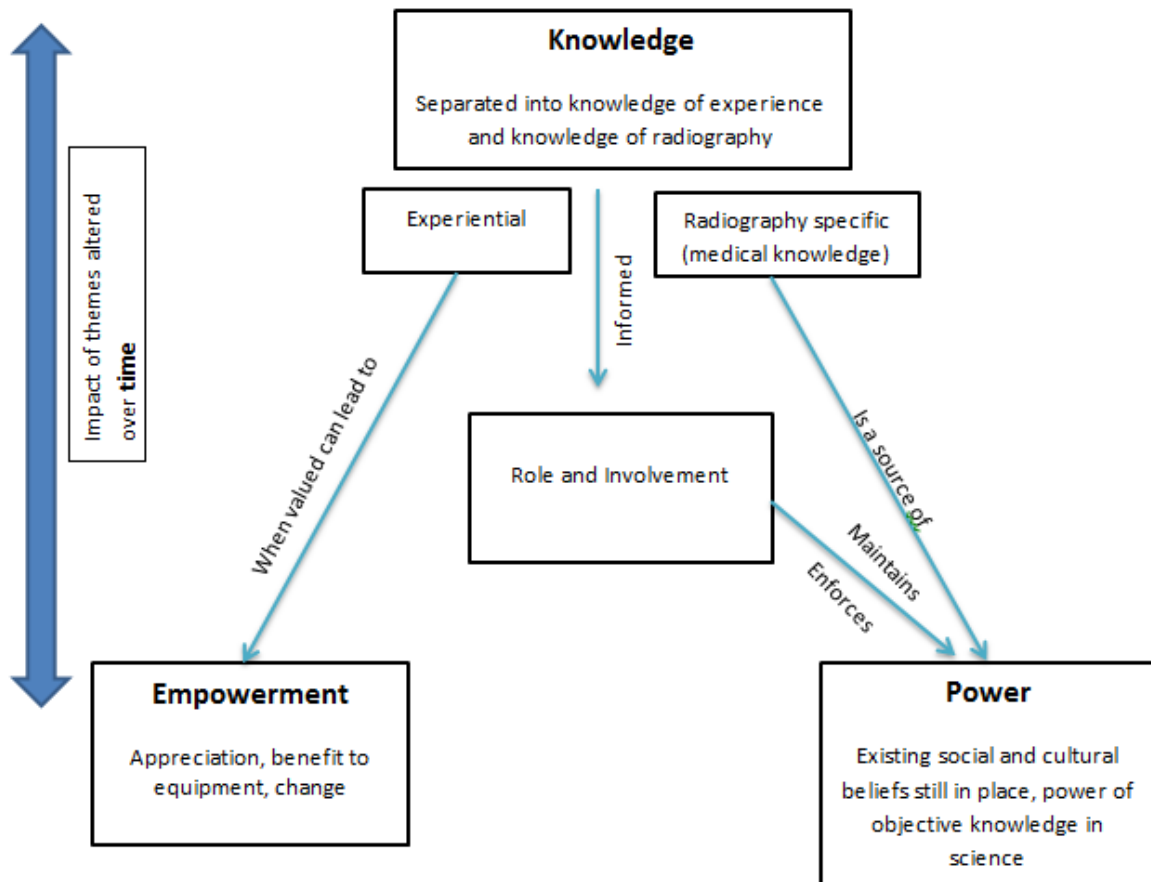 Knowledge
Separated into knowledge of experience
and knowledge of radiography
Impact of themes altered
over time
Experiential
Radiography specific
(medical knowledge)
Informed
When valued can lead to
Role and Involvement
Is a source of
Maintains
Enforces
Empowerment
Appreciation, benefit to
equipment, change
Power
Existing social and cultural
beliefs still in place, power of
objective knowledge in
science